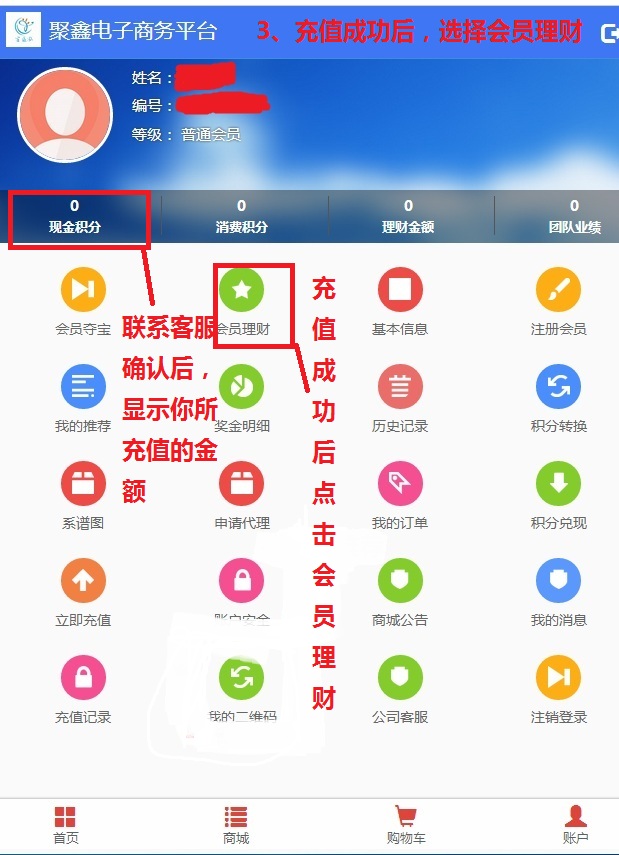 聚鑫电子商务平台
3、充值成功后，选择会员理财
姓名：
编号：
等级： 普通会员
0 0 0 0
现金积分 消费积分 理财金额 团队业绩
会员夺宝 会员理财 基本信息 注册会员
联系客服
确认后，
显示你所
充值的金
额
充值成功后点击会员理财
我的推荐 奖金明细 历史记录 积分转换
系谱图 申请代理 我的订单 积分兑现
立即充值 账户安全 商城公告 我的消息
充值记录 我的二维码 公司客服 注销登录
首页 商城 购物车 账户